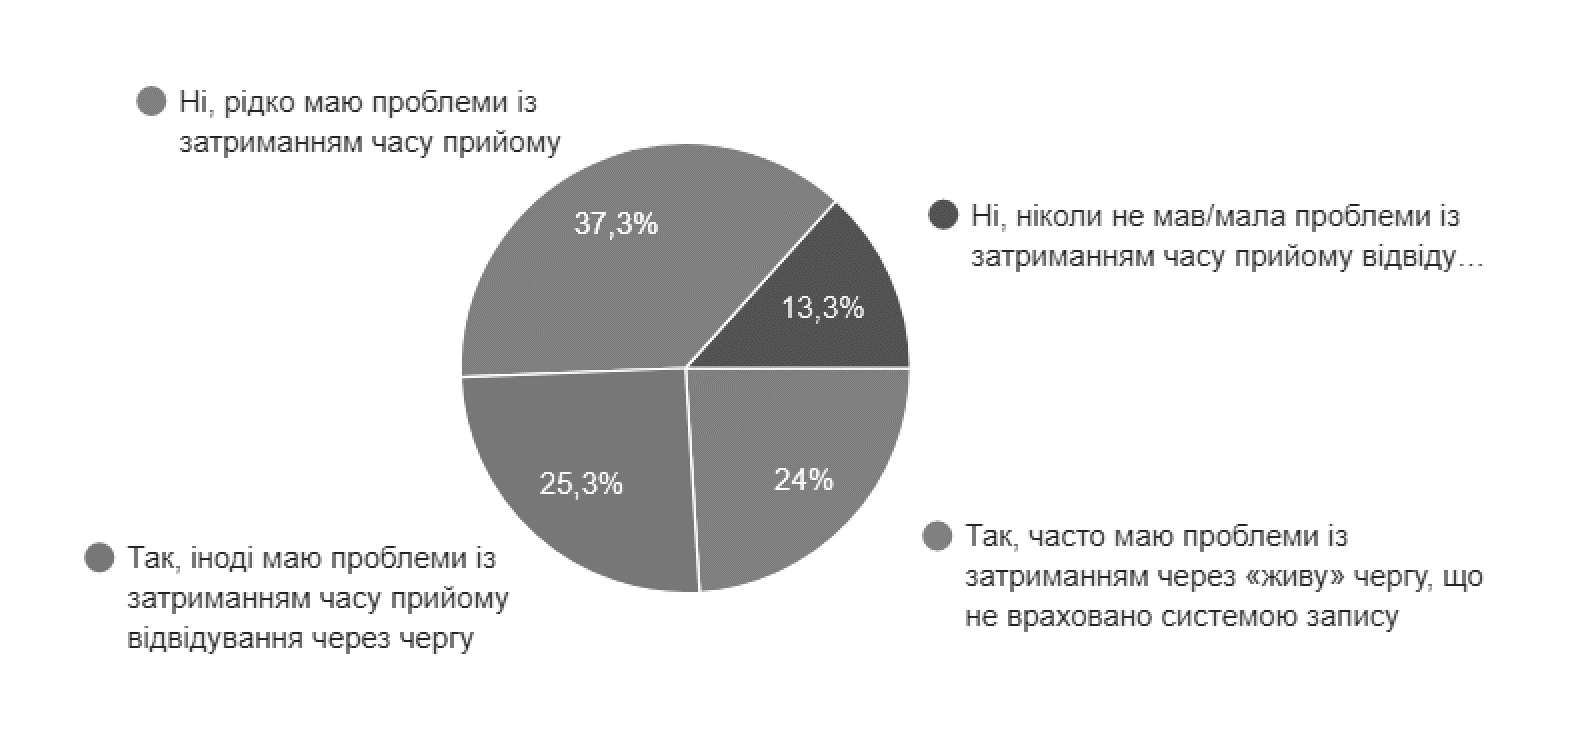 Ні, рідко маю проблеми із
затриманням часу прийому
37,3%
Ні, ніколи не мав/мала проблеми із
затриманням часу прийому відвіду…
13,3%
25,3%
24%
Так, іноді маю проблеми із
затриманням часу прийому
відвідування через чергу
Так, часто маю проблеми із
затриманням через «живу» чергу, що
не враховано системою запису